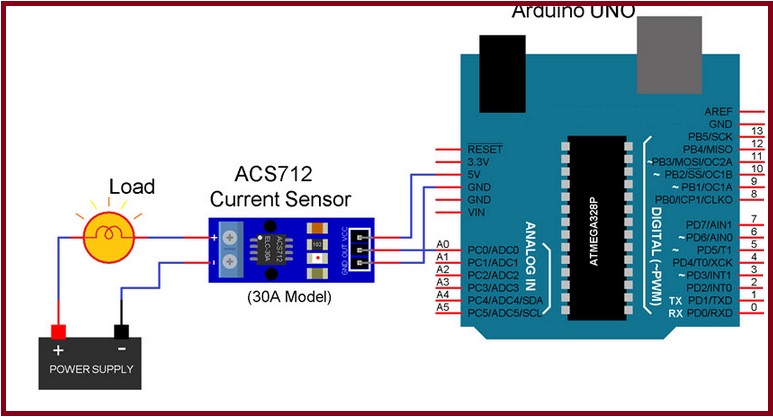 Arduino UNO
ACS712
Current Sensor
Load
+
-
ACS712
ELC-30A
102
VCC
OUT
GND
(30A Model)
+
-
POWER SUPPLY
RESET
3.3V
5V
GND
GND
VIN
A0 PC0/ADC0
A1 PC1/ADC1
A2 PC2/ADC2
A3 PC3/ADC3
A4 PC4/ADC4/SDA
A5 PC5/ADC5/SCL
ANALOG IN
ATMEGA328P
DIGITAL (~PWM)
AREF
GND
PB5/SCK 13
PB4/MISO 12
~PB3/MOSI/OC2A 11
~ PB2/SS/OC1B 10
~ PB1/OC1A 9
PB0/ICP1/CLKO 8
PD7/AIN1 7
~ PD6/AIN0 6
~ PD5/T1 5
PD4/T0/XCK 4
~ PD3/INT1 3
PD2/INT0 2
TX PD1/TXD 1
RX PD0/RXD 0